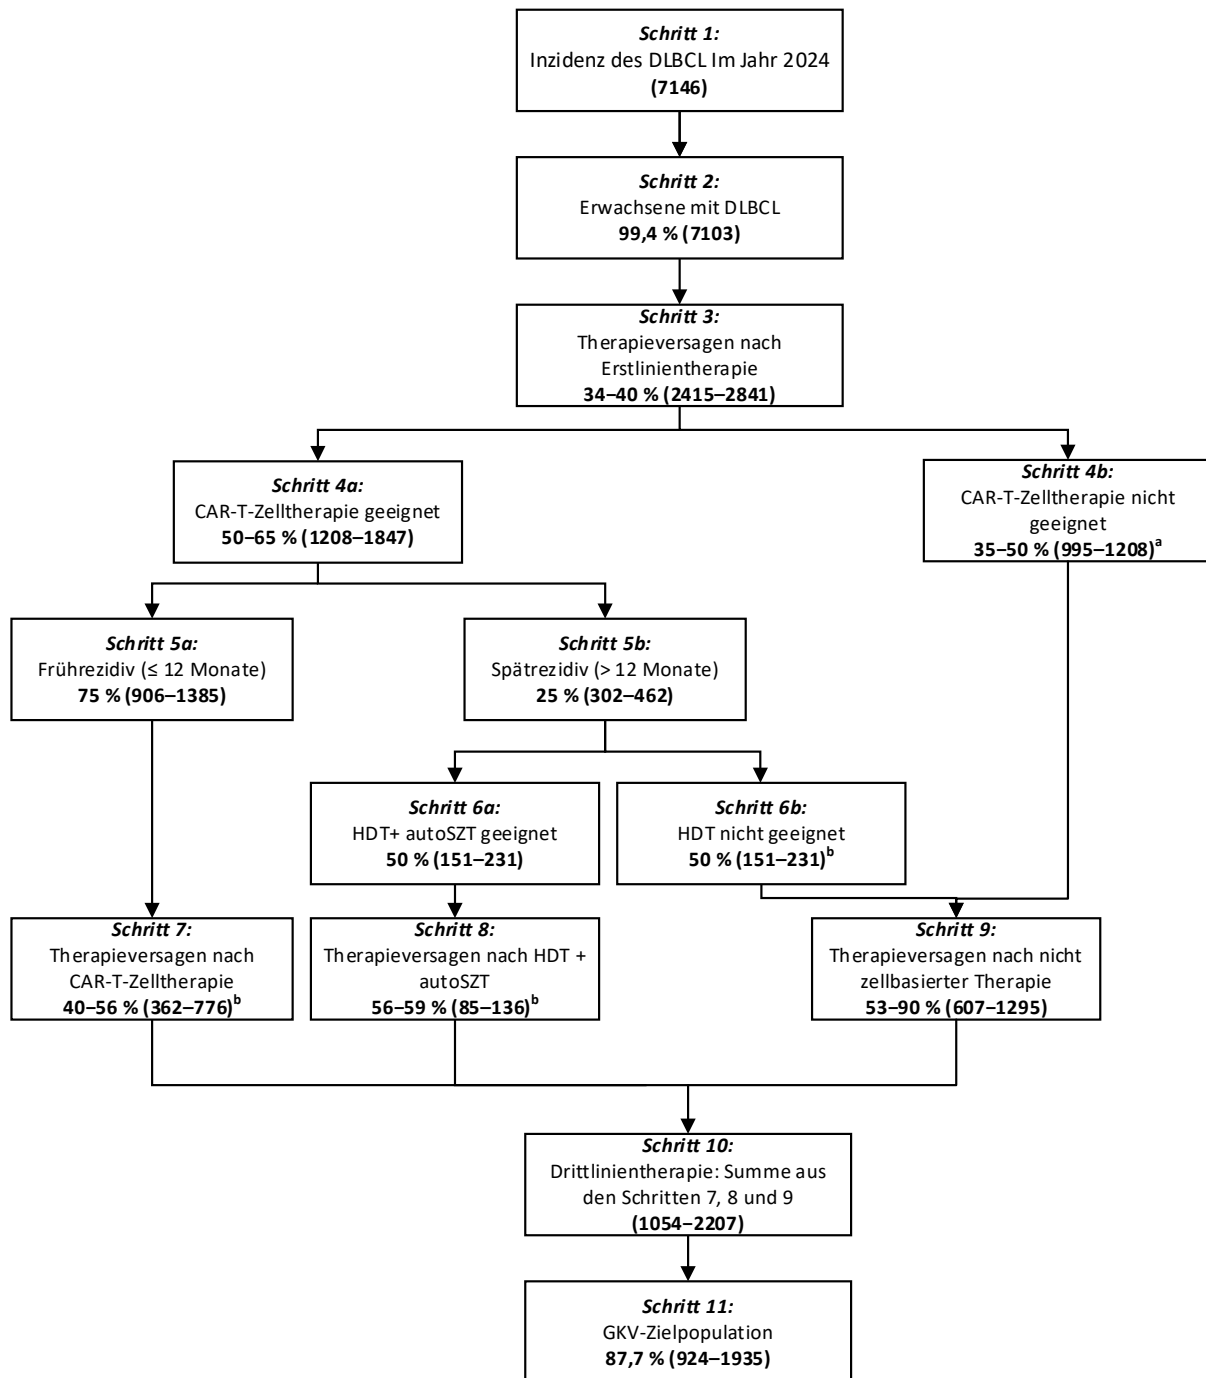 Schritt 1:
Inzidenz des DLBCL Im Jahr 2024
(7146)
Schritt 2:
Erwachsene mit DLBCL
99,4 % (7103)
Schritt 3:
Therapieversagen nach
Erstlinientherapie
34–40 % (2415–2841)
Schritt 4a:
CAR-T-Zelltherapie geeignet
50–65 % (1208–1847)
Schritt 4b:
CAR-T-Zelltherapie nicht
geeignet
35–50 % (995–1208)a
Schritt 5a:
Frührezidiv (≤ 12 Monate)
75 % (906–1385)
Schritt 5b:
Spätrezidiv (> 12 Monate)
25 % (302–462)
Schritt 6a:
HDT+ autoSZT geeignet
50 % (151–231)
Schritt 6b:
HDT nicht geeignet
50 % (151–231)b
Schritt 7:
Therapieversagen nach
CAR-T-Zelltherapie
40–56 % (362–776)b
Schritt 8:
Therapieversagen nach HDT +
autoSZT
56–59 % (85–136)b
Schritt 9:
Therapieversagen nach nicht
zellbasierter Therapie
53–90 % (607–1295)
Schritt 10:
Drittlinientherapie: Summe aus
den Schritten 7, 8 und 9
(1054–2207)
Schritt 11:
GKV-Zielpopulation
87,7 % (924–1935)